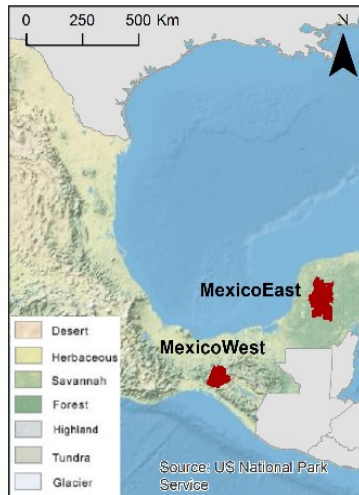 0 250 500 Km
N
MexicoEast
MexicoWest
Desert
Herbaceous
Savannah
Forest
Highland
Tundra
Glacier
Source: US National Park
Service